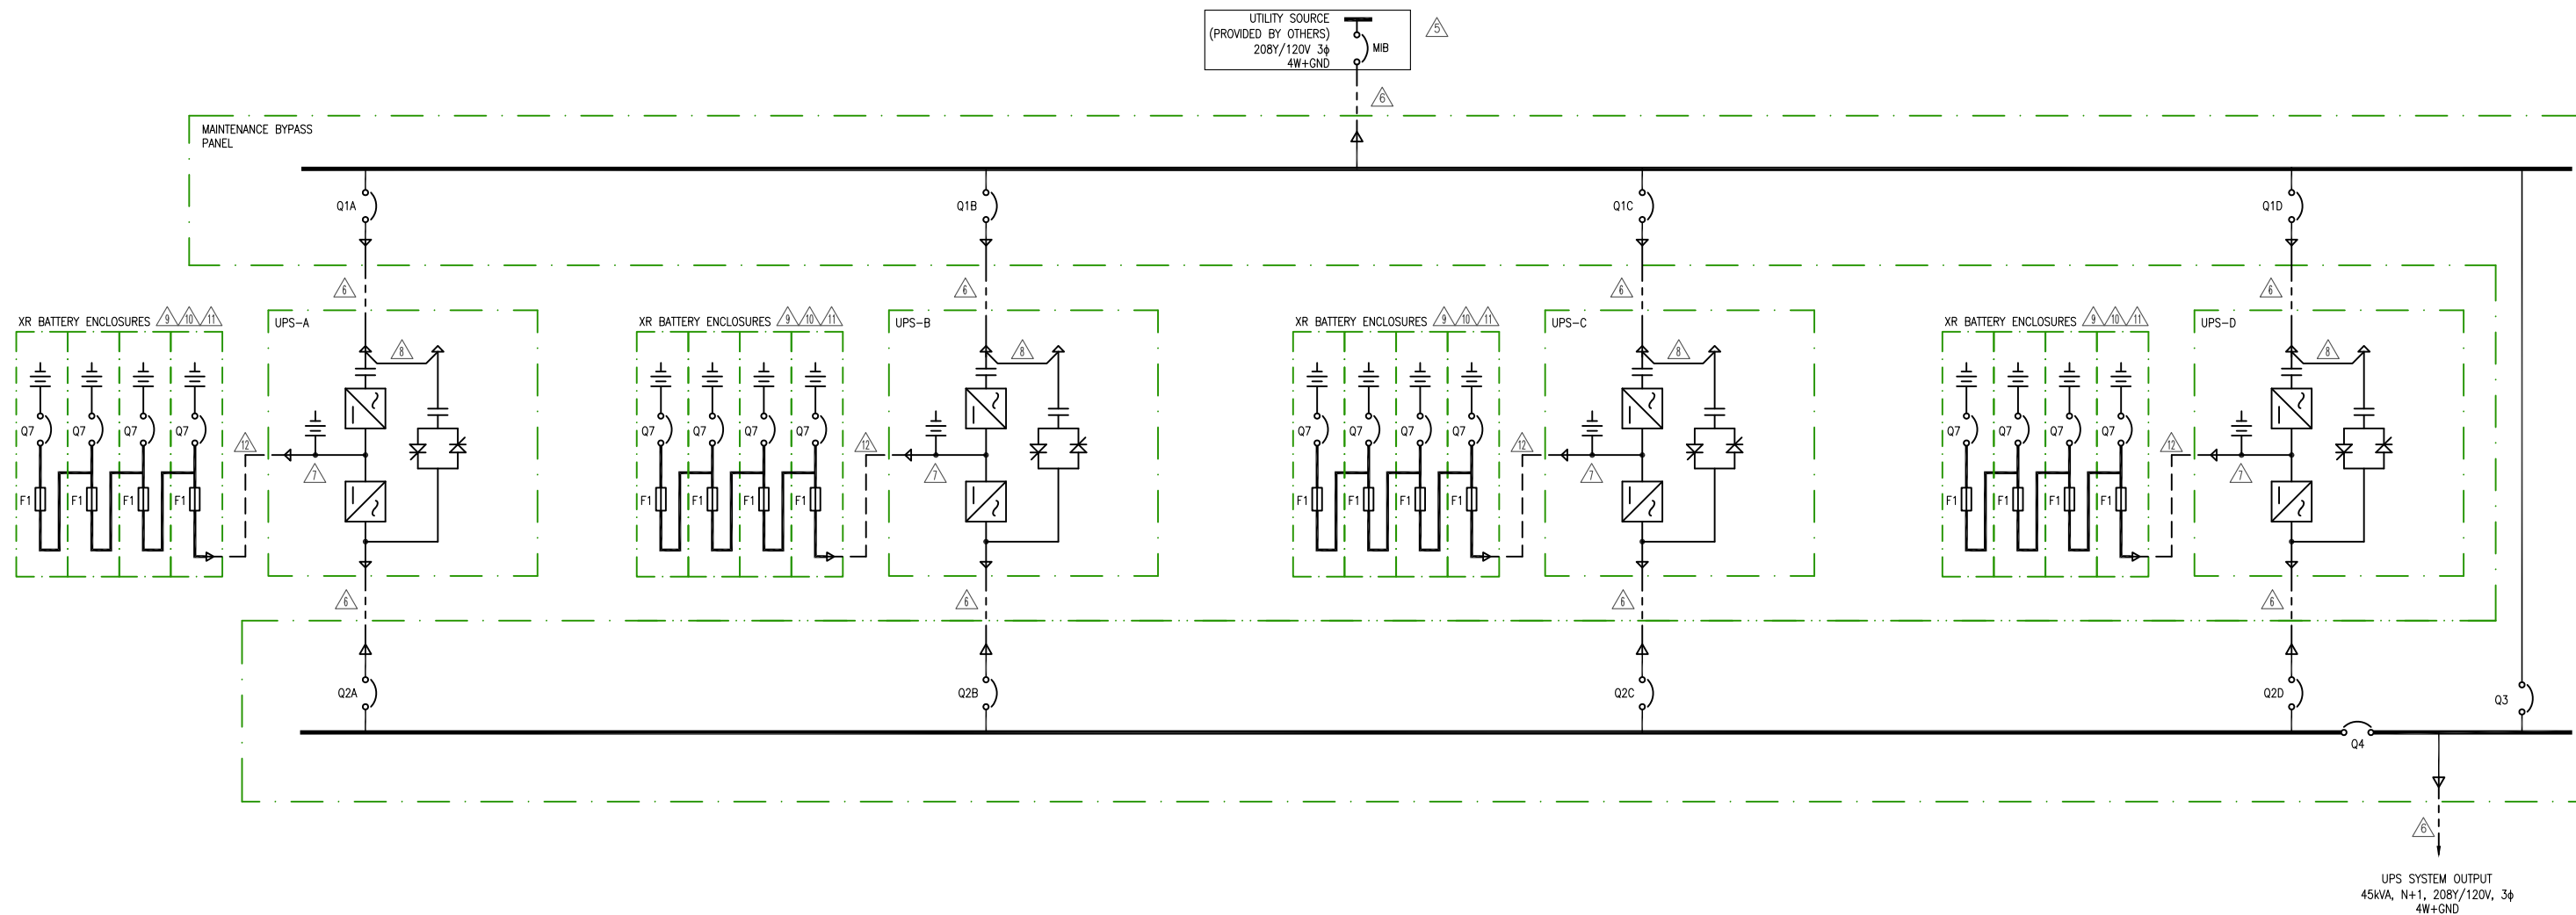 UTILITY SOURCE
(PROVIDED BY OTHERS)
208Y/120V 3ϕ
4W+GND
MIB
5
6
MAINTENANCE BYPASS
PANEL
Q1A
Q1B
Q1C
Q1D
6
6
6
6
XR BATTERY ENCLOSURES 9 10 11
UPS-A
XR BATTERY ENCLOSURES 9 10 11
UPS-B
XR BATTERY ENCLOSURES 9 10 11
UPS-C
XR BATTERY ENCLOSURES 9 10 11
UPS-D
8
8
8
8
Q7 Q7 Q7 Q7
12
Q7 Q7 Q7 Q7
12
Q7 Q7 Q7 Q7
12
Q7 Q7 Q7 Q7
12
7
7
7
7
F1 F1 F1 F1
F1 F1 F1 F1
F1 F1 F1 F1
F1 F1 F1 F1
6
6
6
6
Q2A
Q2B
Q2C
Q2D
Q3
Q4
6
UPS SYSTEM OUTPUT
45kVA, N+1, 208Y/120V, 3ϕ
4W+GND